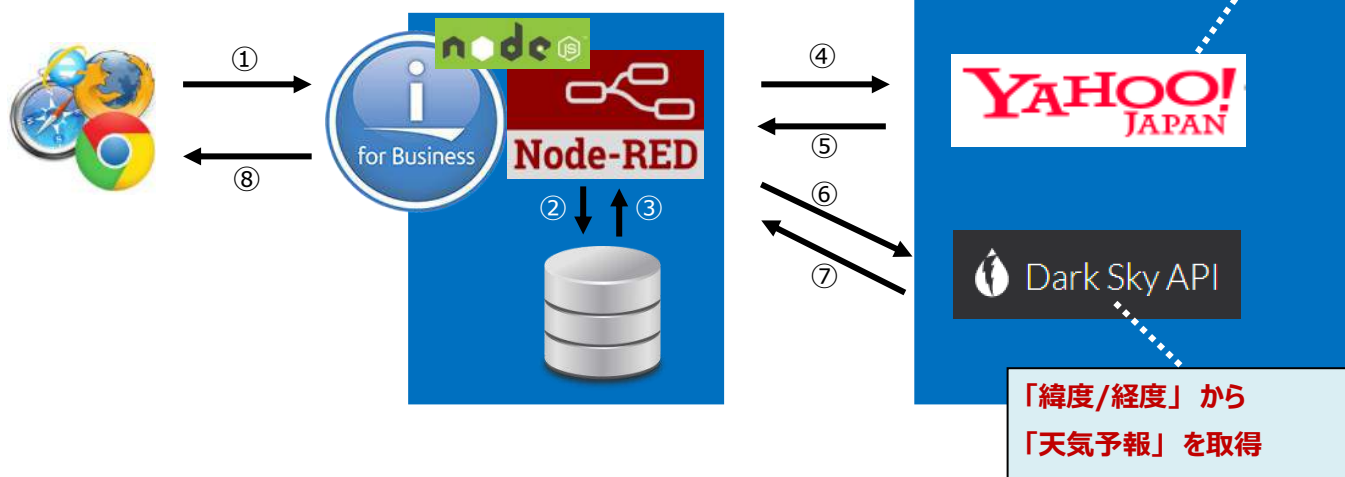 ①
⑧
node JS
i
for Business
Node-RED
②
③
④
⑤
⑥
⑦
YAHOO!
JAPAN
Dark Sky API
「緯度/経度」から
「天気予報」を取得